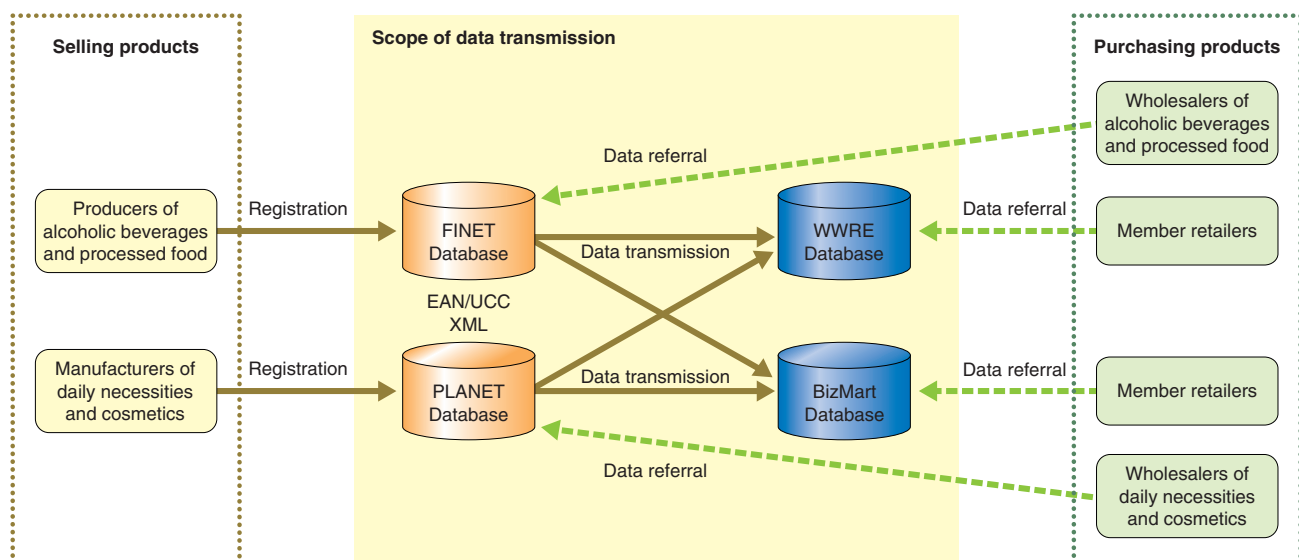 Selling products
Scope of data transmission
Purchasing products
Wholesalers of
alcoholic beverages
and processed food
Data referral
Producers of
alcoholic beverages
and processed food
Registration
FINET
Database
Data transmission
WWRE
Database
Data referral
Member retailers
EAN/UCC
XML
Manufacturers of
daily necessities
and cosmetics
Registration
PLANET
Database
Data transmission
BizMart
Database
Data referral
Member retailers
Data referral
Wholesalers of
daily necessities
and cosmetics